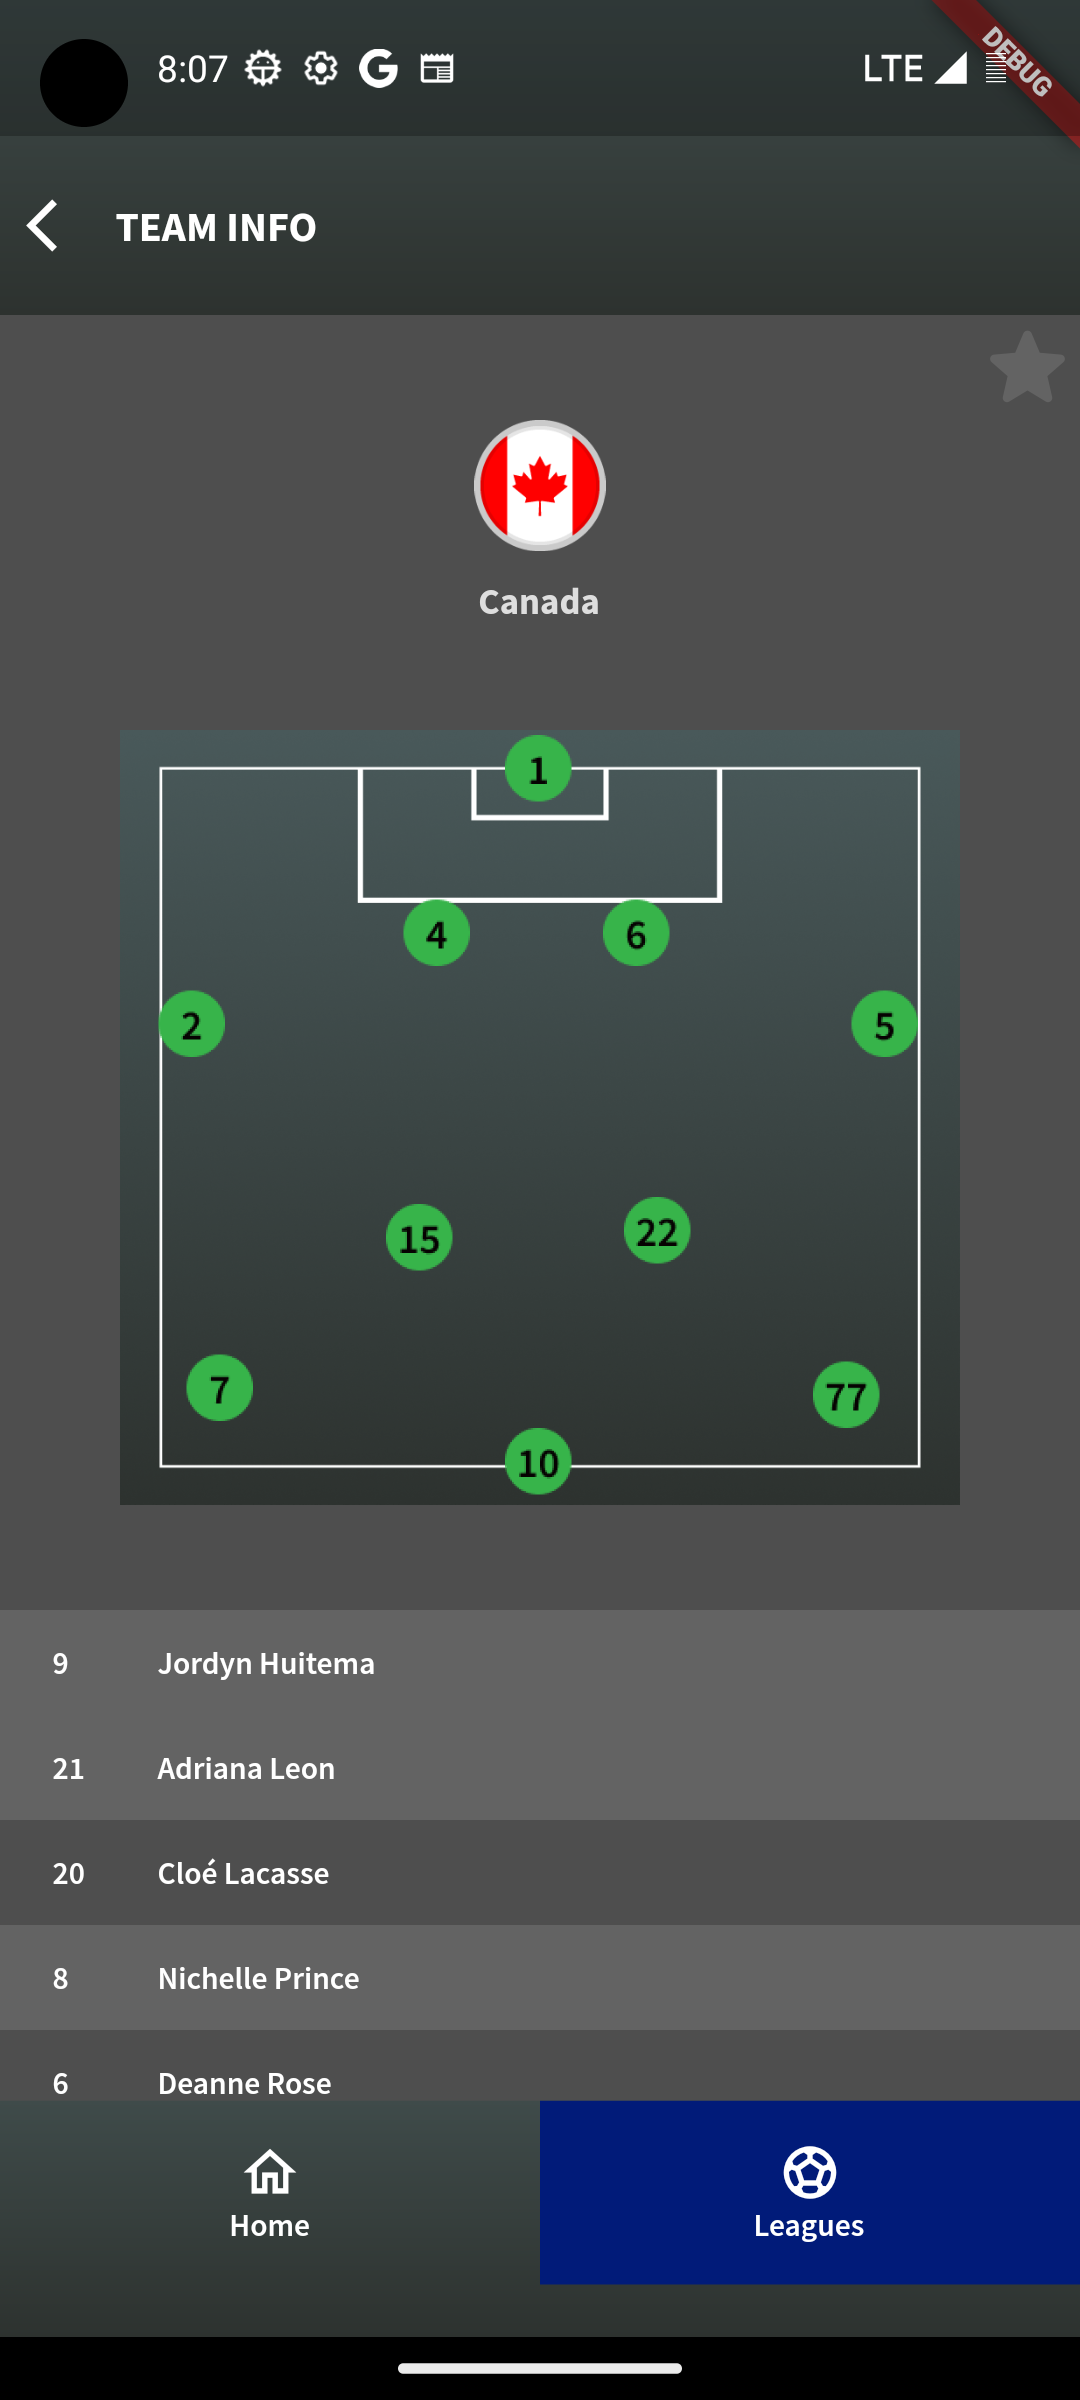 8:07
LTE
DEBUG
TEAM INFO
Canada
1
4 6
2 5
15 22
7 77
10
9 Jordyn Huitema
21 Adriana Leon
20 Cloé Lacasse
8 Nichelle Prince
6 Deanne Rose
Home Leagues